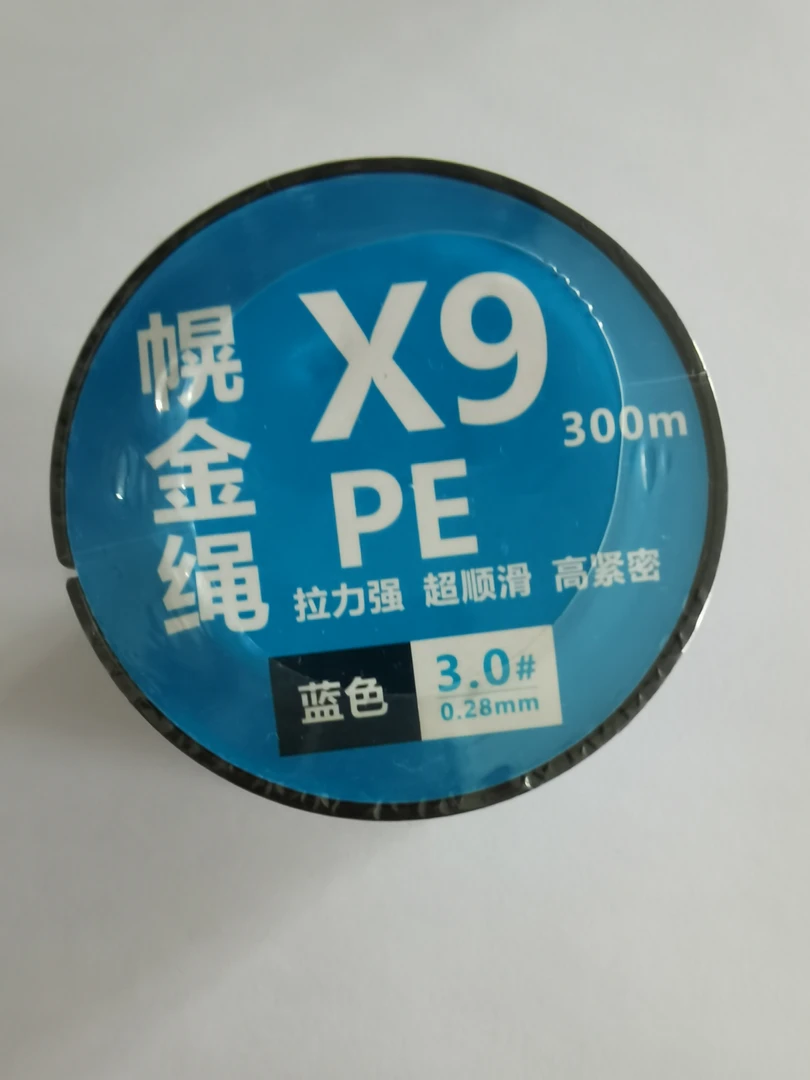 幌金绳
X9
300m
PE
拉力强 超顺滑 高紧密
蓝色
3.0#
0.28mm